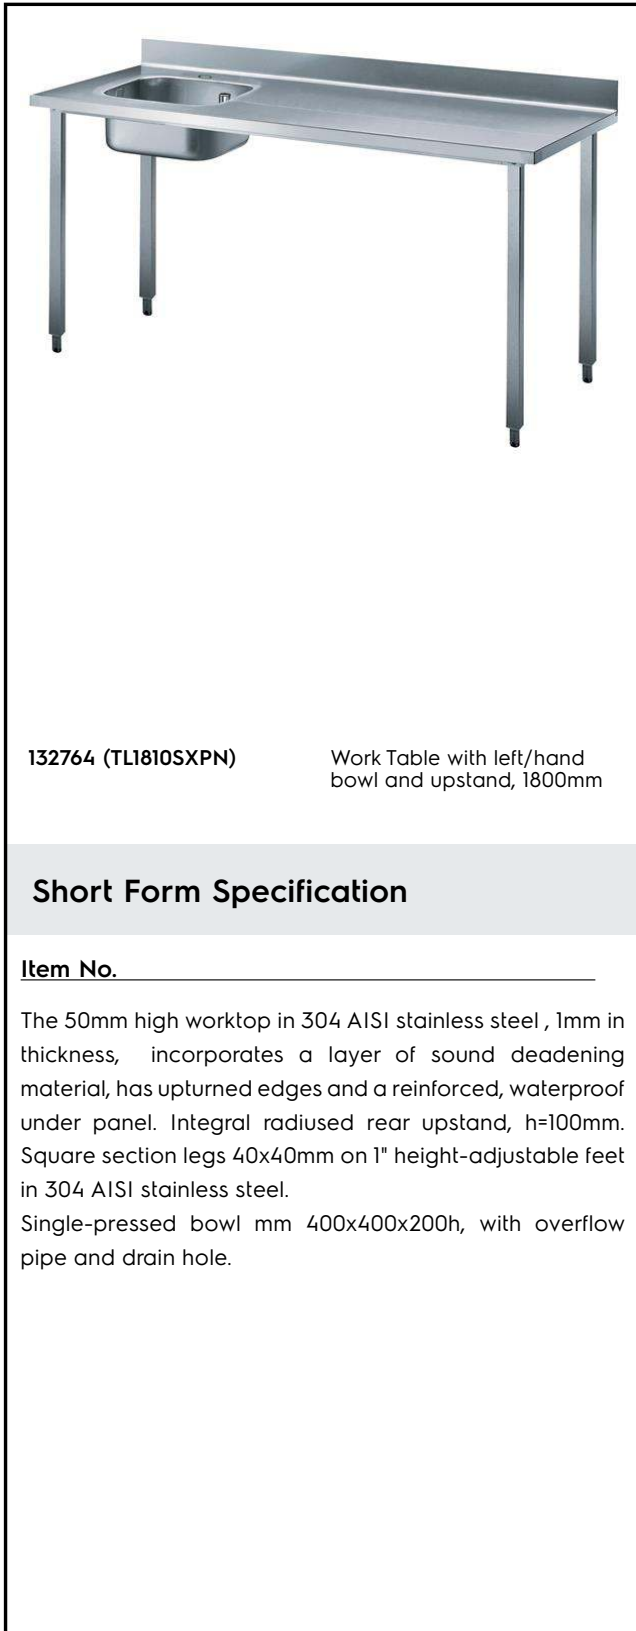 132764 (TL1810SXPN)
Work Table with left/hand
bowl and upstand, 1800mm
Short Form Specification
Item No.
The 50mm high worktop in 304 AISI stainless steel , 1mm in
thickness, incorporates a layer of sound deadening
material, has upturned edges and a reinforced, waterproof
under panel. Integral radiused rear upstand, h=100mm.
Square section legs 40x40mm on 1" height-adjustable feet
in 304 AISI stainless steel.
Single-pressed bowl mm 400x400x200h, with overflow
pipe and drain hole.